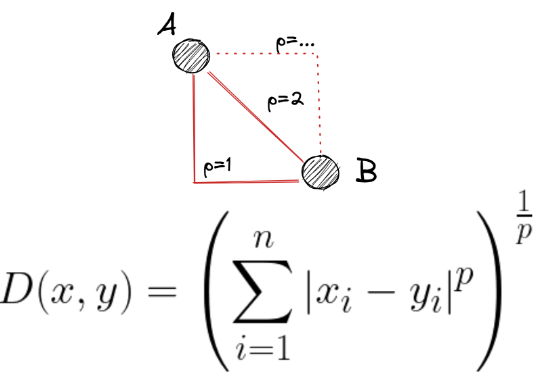 A
p=...
p=2
p=1
B
D(x, y) = (∑_{i=1}^{n} |x_i − y_i|^p)^{1/p}